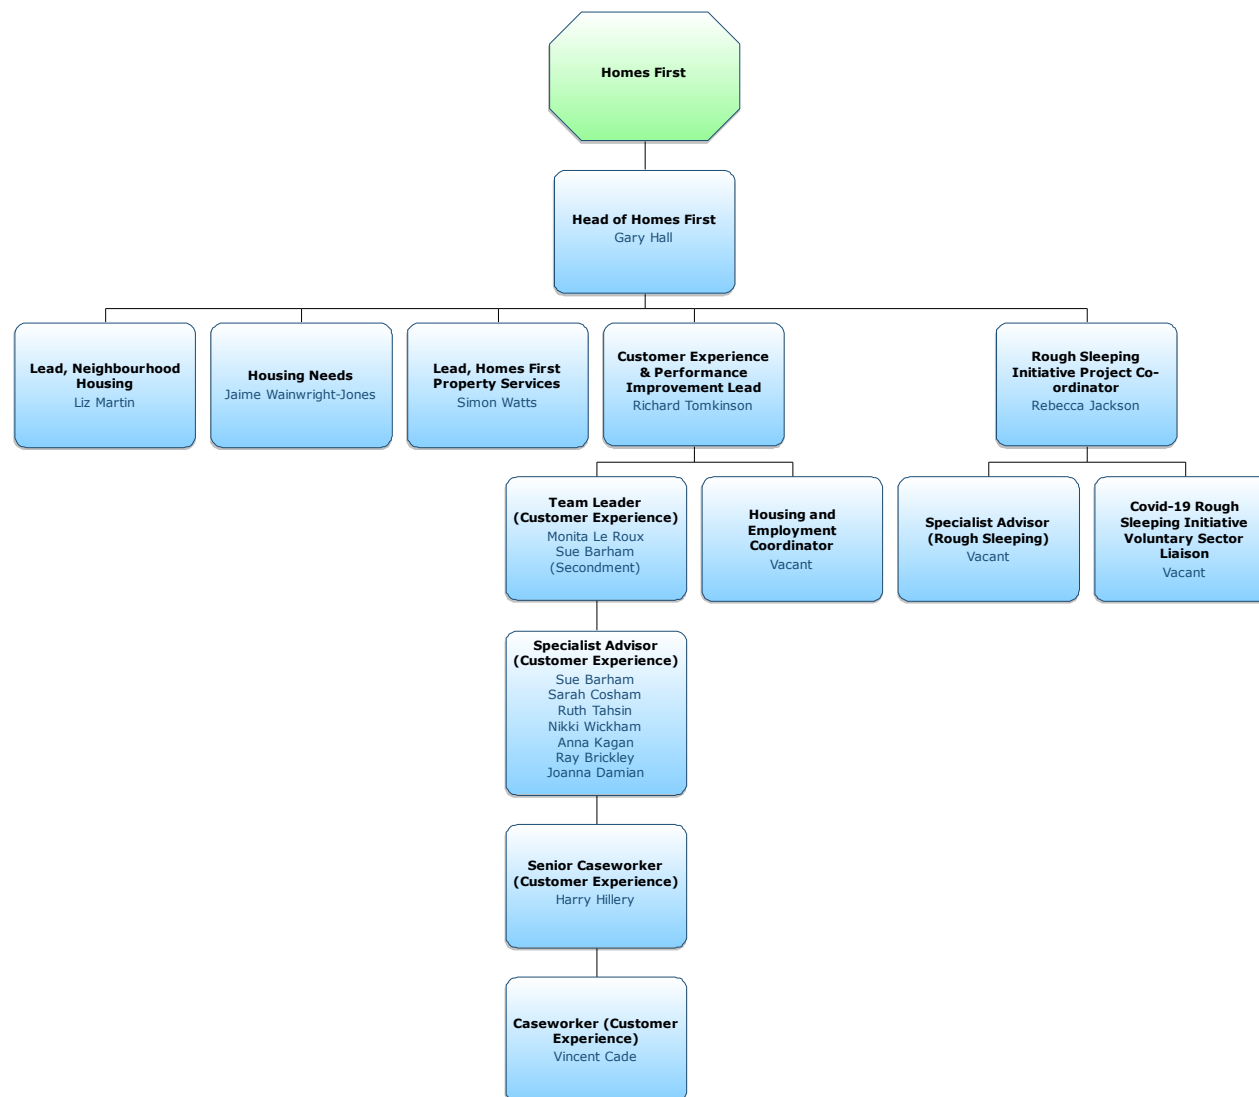 Homes First
Head of Homes First
Gary Hall
Lead, Neighbourhood
Housing
Liz Martin
Housing Needs
Jaime Wainwright-Jones
Lead, Homes First
Property Services
Simon Watts
Customer Experience
& Performance
Improvement Lead
Richard Tomkinson
Rough Sleeping
Initiative Project Co-
ordinator
Rebecca Jackson
Team Leader
(Customer Experience)
Monita Le Roux
Sue Barham
(Secondment)
Housing and
Employment
Coordinator
Vacant
Specialist Advisor
(Rough Sleeping)
Vacant
Covid-19 Rough
Sleeping Initiative
Voluntary Sector
Liaison
Vacant
Specialist Advisor
(Customer Experience)
Sue Barham
Sarah Cosham
Ruth Tahsin
Nikki Wickham
Anna Kagan
Ray Brickley
Joanna Damian
Senior Caseworker
(Customer Experience)
Harry Hillery
Caseworker (Customer
Experience)
Vincent Cade